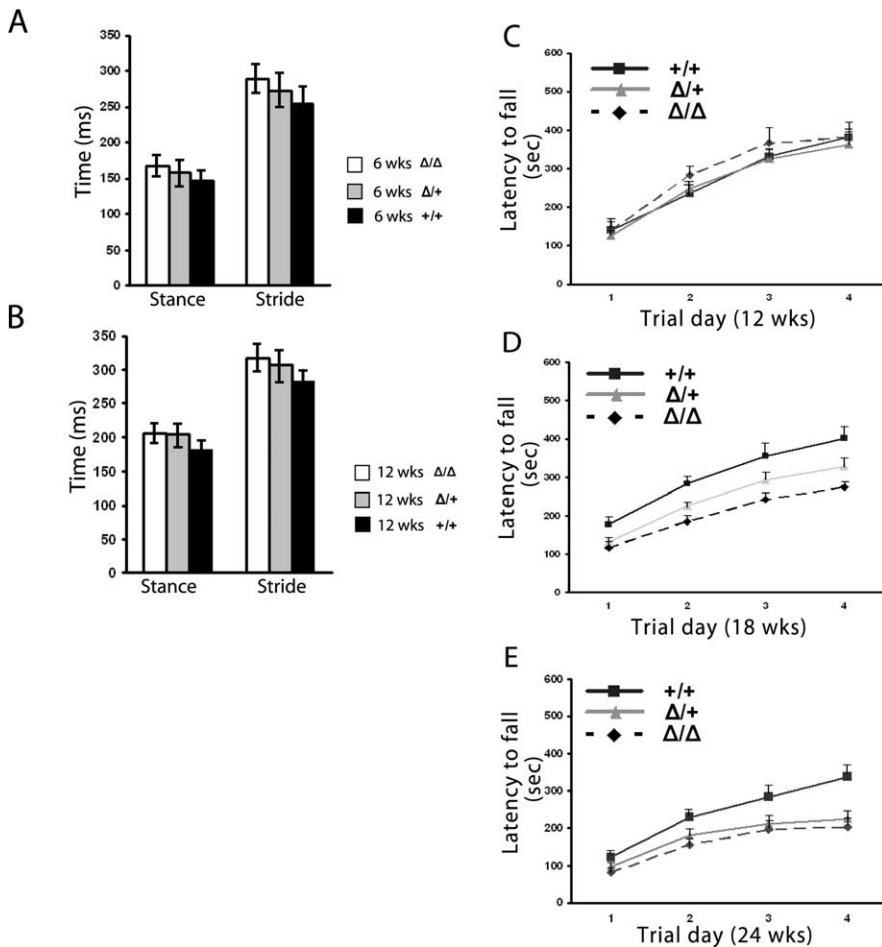 A
Time (ms)
350
300
250
200
150
100
50
0
Stance
Stride
6 wks Δ/Δ
6 wks Δ/+
6 wks +/+
B
Time (ms)
350
300
250
200
150
100
50
0
Stance
Stride
12 wks Δ/Δ
12 wks Δ/+
12 wks +/+
C
+/+
Δ/+
Δ/Δ
Latency to fall
(sec)
600
500
400
300
200
100
0
1 2 3 4
Trial day (12 wks)
D
+/+
Δ/+
Δ/Δ
Latency to fall
(sec)
600
500
400
300
200
100
0
1 2 3 4
Trial day (18 wks)
E
+/+
Δ/+
Δ/Δ
Latency to fall
(sec)
600
500
400
300
200
100
0
1 2 3 4
Trial day (24 wks)